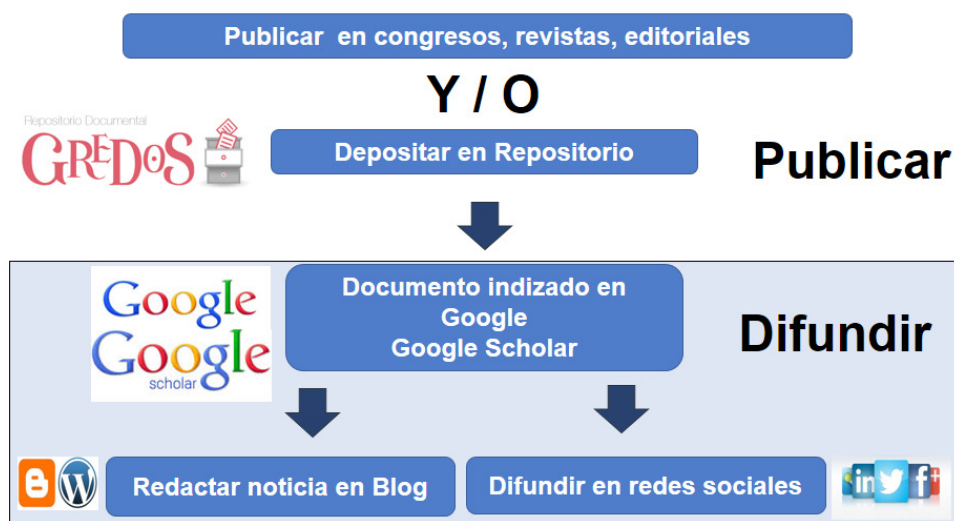 Publicar en congresos, revistas, editoriales
Y / O
Repositorio Documental
GREDOS
Depositar en Repositorio
Publicar
Google
Google
scholar
Documento indizado en
Google
Google Scholar
Difundir
Redactar noticia en Blog
Difundir en redes sociales
in
f
+